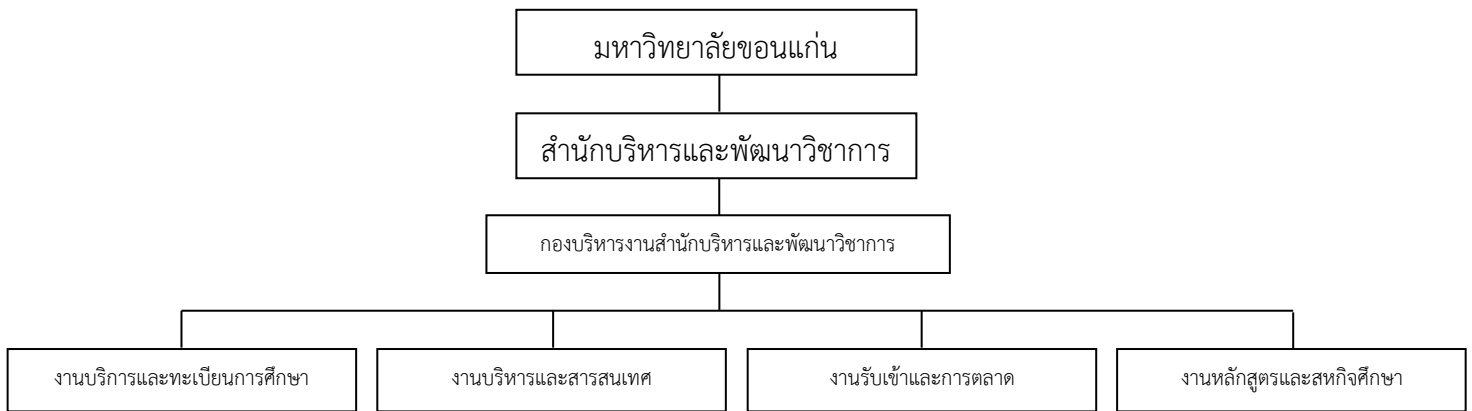 มหาวิทยาลัยขอนแก่น
สำนักบริหารและพัฒนาวิชาการ
กองบริหารงานสำนักบริหารและพัฒนาวิชาการ
งานบริการและทะเบียนการศึกษา
งานบริหารและสารสนเทศ
งานรับเข้าและการตลาด
งานหลักสูตรและสหกิจศึกษา